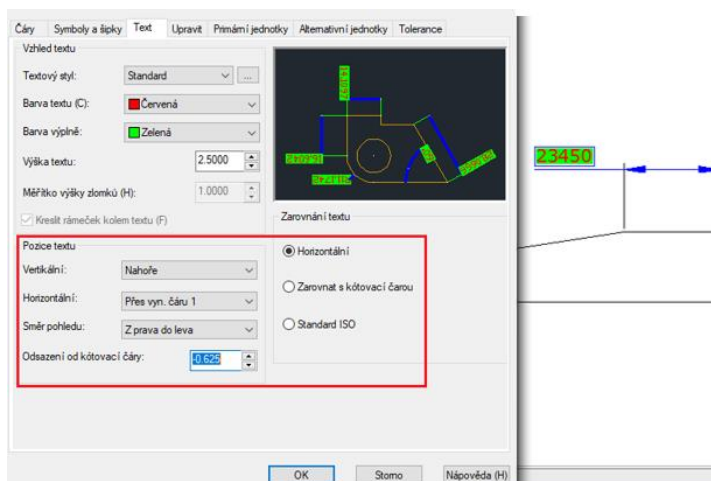 Čáry Symboly a šipky Text Upravit Primární jednotky Alternativní jednotky Tolerance
Vzhled textu
Textový styl: Standard ...
Barva textu (C): Červená
Barva výplně: Zelená
Výška textu: 2.5000
Měřítko výšky zlomků (H): 1.0000
Kreslit rámeček kolem textu (F)
14,1097
Zarovnání textu
Horizontální
Zarovnat s kótovací čarou
Standard ISO
Pozice textu
Vertikální: Nahoře
Horizontální: Přes vyn. čáru 1
Směr pohledu: Z prava do leva
Odsazení od kótovací čáry: -0.625
OK Storno Nápověda (H)
23450